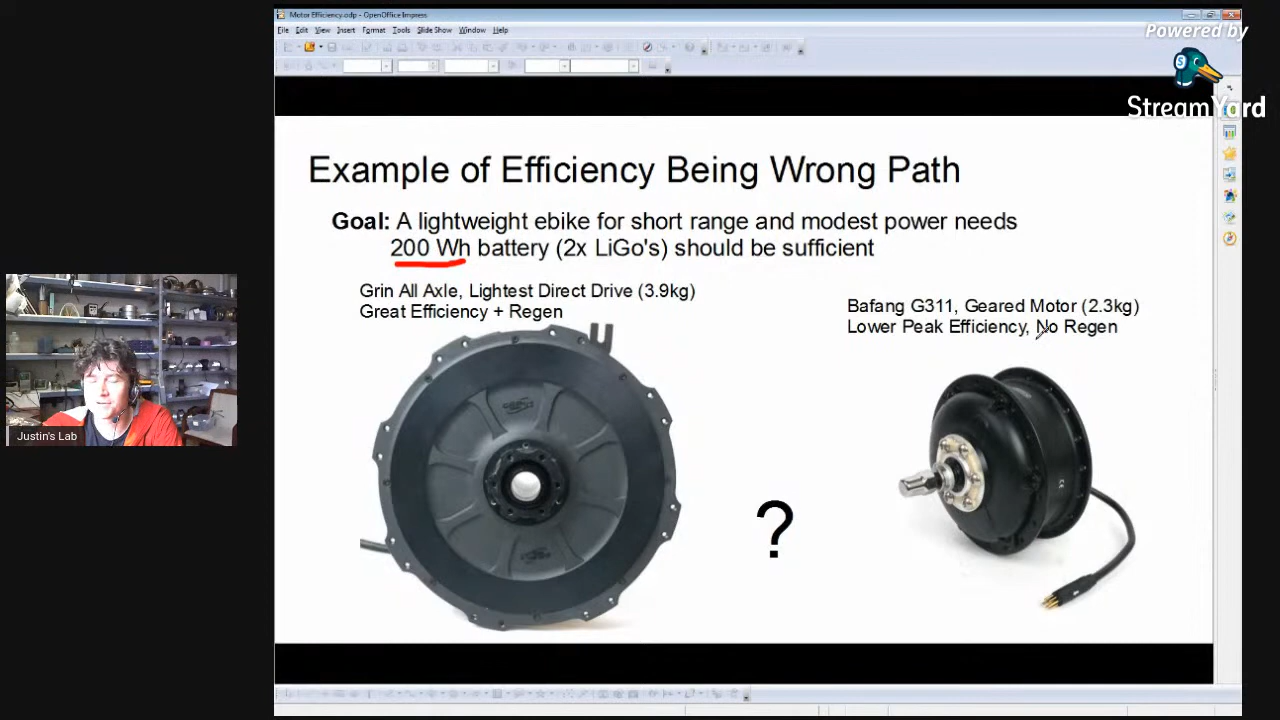 Motor Efficiency.odp - OpenOffice Impress
File Edit View Insert Format Tools Slide Show Window Help
Powered by
StreamYard
Example of Efficiency Being Wrong Path
Goal: A lightweight ebike for short range and modest power needs
200 Wh battery (2x LiGo's) should be sufficient
Grin All Axle, Lightest Direct Drive (3.9kg)
Great Efficiency + Regen
Bafang G311, Geared Motor (2.3kg)
Lower Peak Efficiency, No Regen
?
Justin's Lab